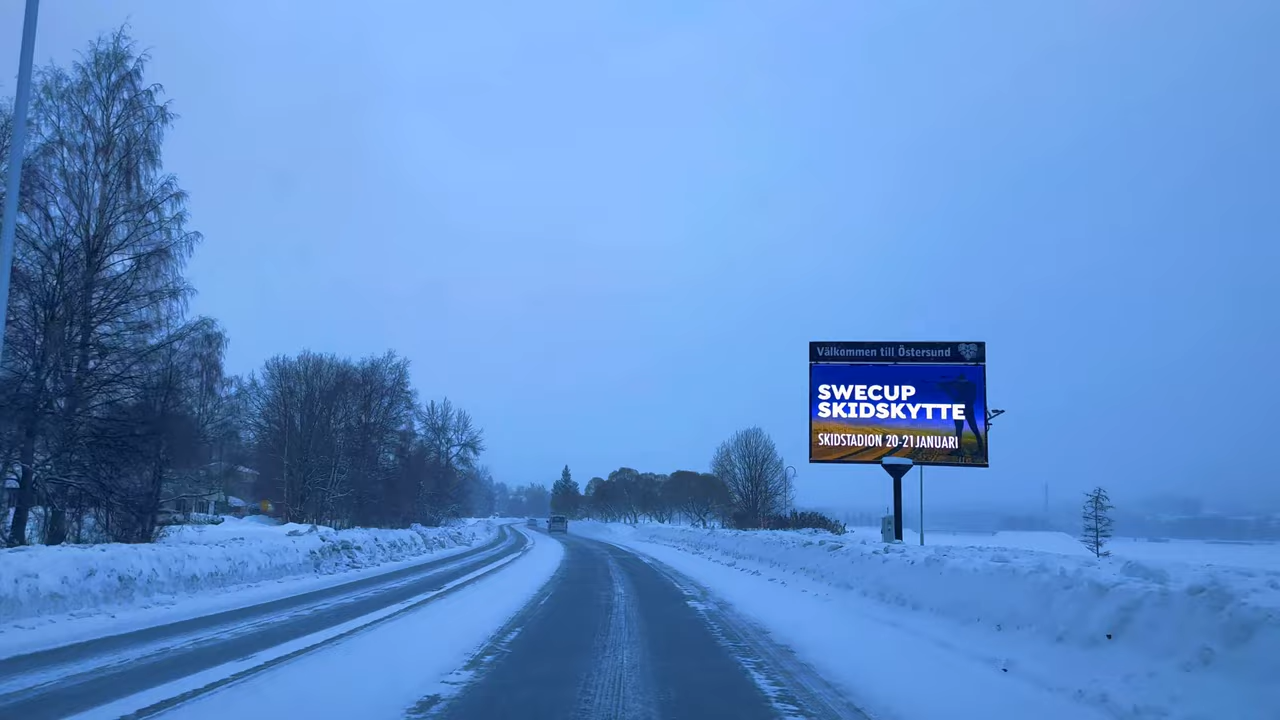 Välkommen till Östersund
SWECUP
SKIDSKYTTE
SKIDSTADION 20-21 JANUARI